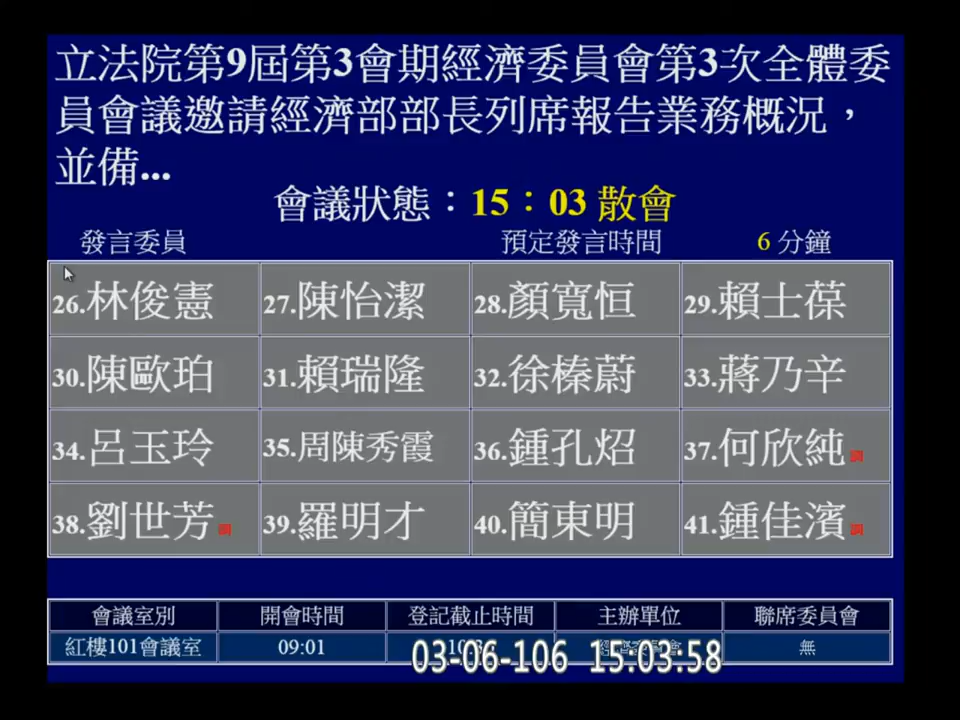 立法院第9屆第3會期經濟委員會第3次全體委
員會議邀請經濟部部長列席報告業務概況，
並備...
會議狀態：15：03 散會
發言委員 預定發言時間 6 分鐘
26.林俊憲 27.陳怡潔 28.顏寬恒 29.賴士葆
30.陳歐珀 31.賴瑞隆 32.徐榛蔚 33.蔣乃辛
34.呂玉玲 35.周陳秀霞 36.鍾孔炤 37.何欣純
38.劉世芳 39.羅明才 40.簡東明 41.鍾佳濱
會議室別 開會時間 登記截止時間 主辦單位 聯席委員會
紅樓101會議室 09:01 經濟委員會 無
03-06-106 15:03:58